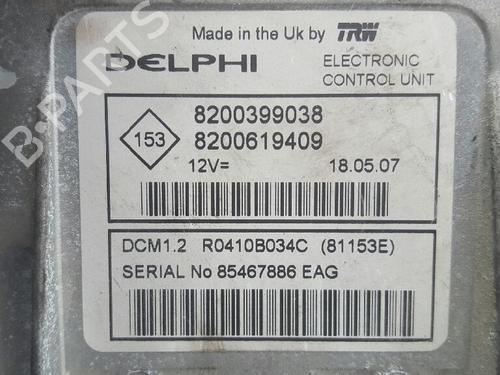 Made in the Uk by TRW
DELPHI
ELECTRONIC
CONTROL UNIT
153
8200399038
8200619409
12V= 18.05.07
DCM1.2 R0410B034C (81153E)
SERIAL No 85467886 EAG
B-PARTS